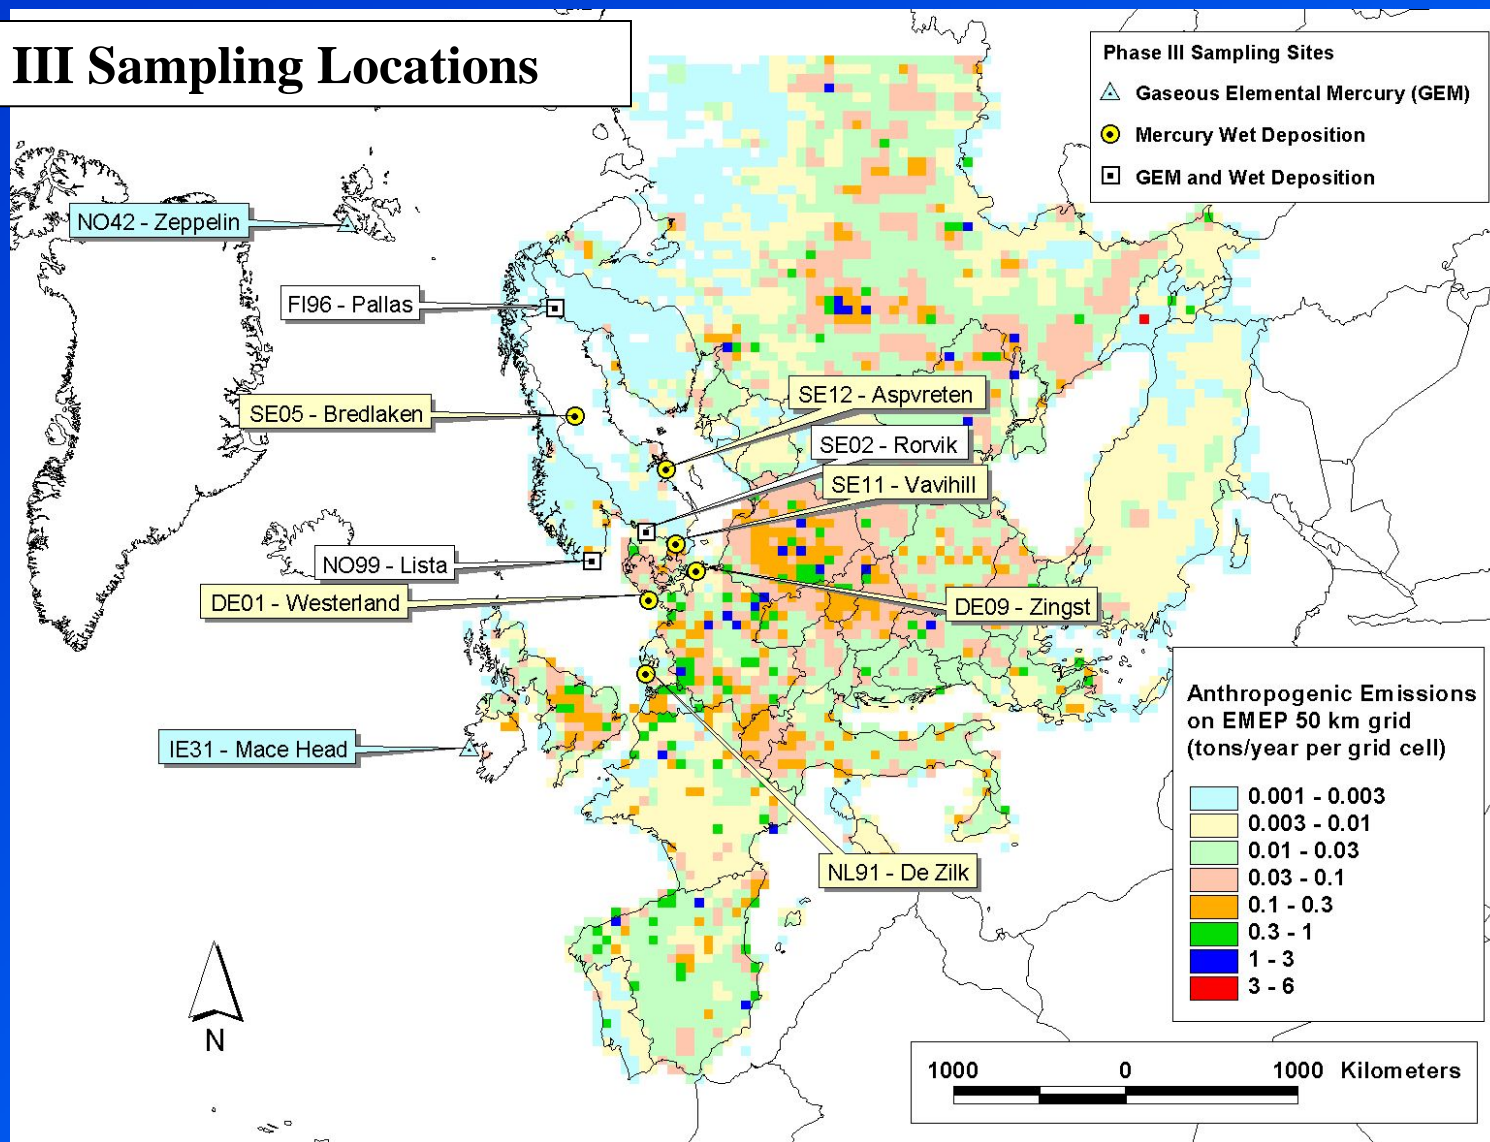 III Sampling Locations
Phase III Sampling Sites
Gaseous Elemental Mercury (GEM)
Mercury Wet Deposition
GEM and Wet Deposition
NO42 - Zeppelin
FI96 - Pallas
SE05 - Bredlaken
SE12 - Aspvreten
SE02 - Rorvik
SE11 - Vavihill
NO99 - Lista
DE01 - Westerland
DE09 - Zingst
IE31 - Mace Head
NL91 - De Zilk
Anthropogenic Emissions
on EMEP 50 km grid
(tons/year per grid cell)
0.001 - 0.003
0.003 - 0.01
0.01 - 0.03
0.03 - 0.1
0.1 - 0.3
0.3 - 1
1 - 3
3 - 6
N
1000 0 1000 Kilometers